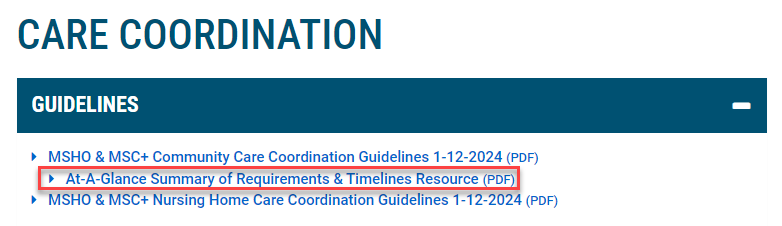 CARE COORDINATION
GUIDELINES
MSHO & MSC+ Community Care Coordination Guidelines 1-12-2024 (PDF)
At-A-Glance Summary of Requirements & Timelines Resource (PDF)
MSHO & MSC+ Nursing Home Care Coordination Guidelines 1-12-2024 (PDF)